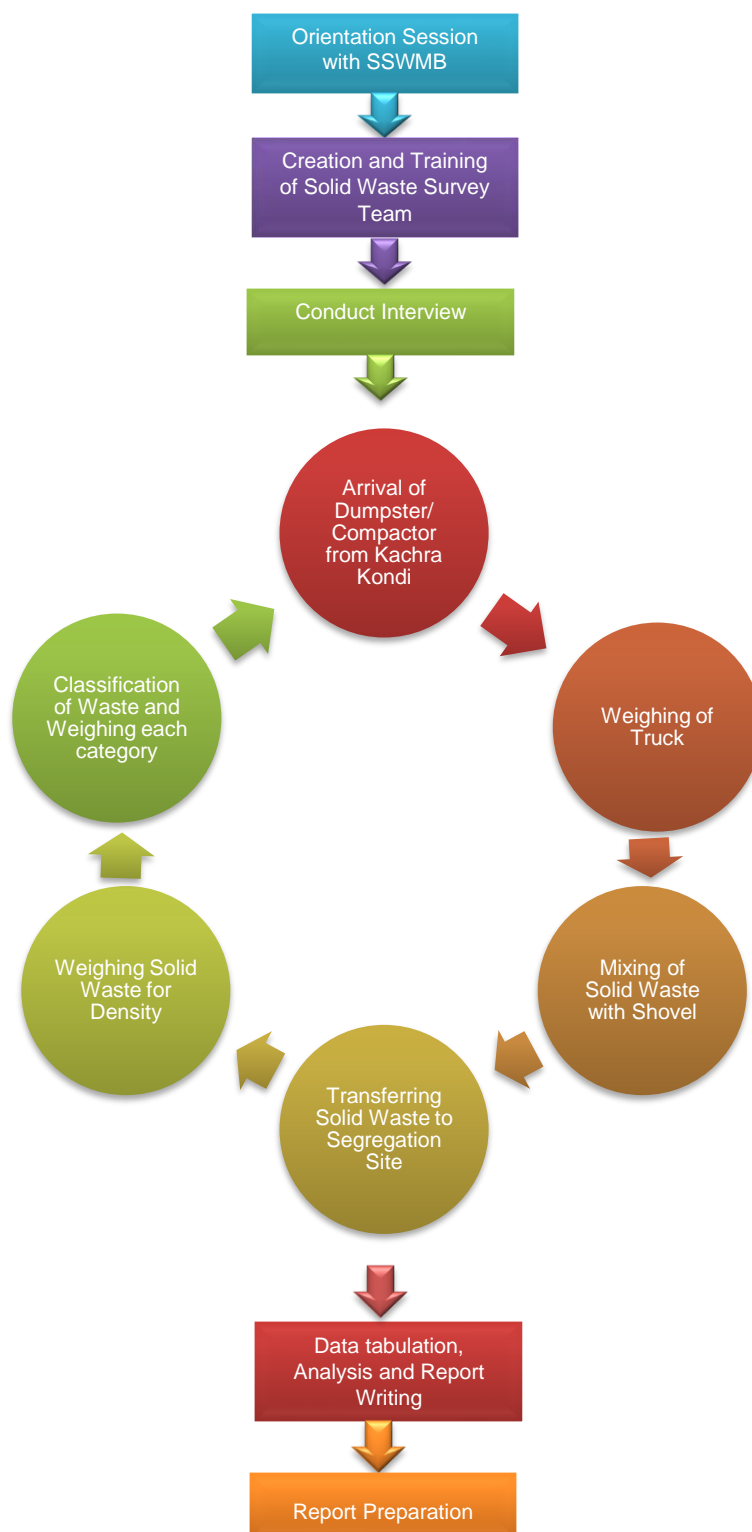 Orientation Session
with SSWMB
Creation and Training
of Solid Waste Survey
Team
Conduct Interview
Arrival of
Dumpster/
Compactor
from Kachra
Kondi
Weighing of
Truck
Mixing of
Solid Waste
with Shovel
Transferring
Solid Waste to
Segregation
Site
Weighing Solid
Waste for
Density
Classification
of Waste and
Weighing each
category
Data tabulation,
Analysis and Report
Writing
Report Preparation